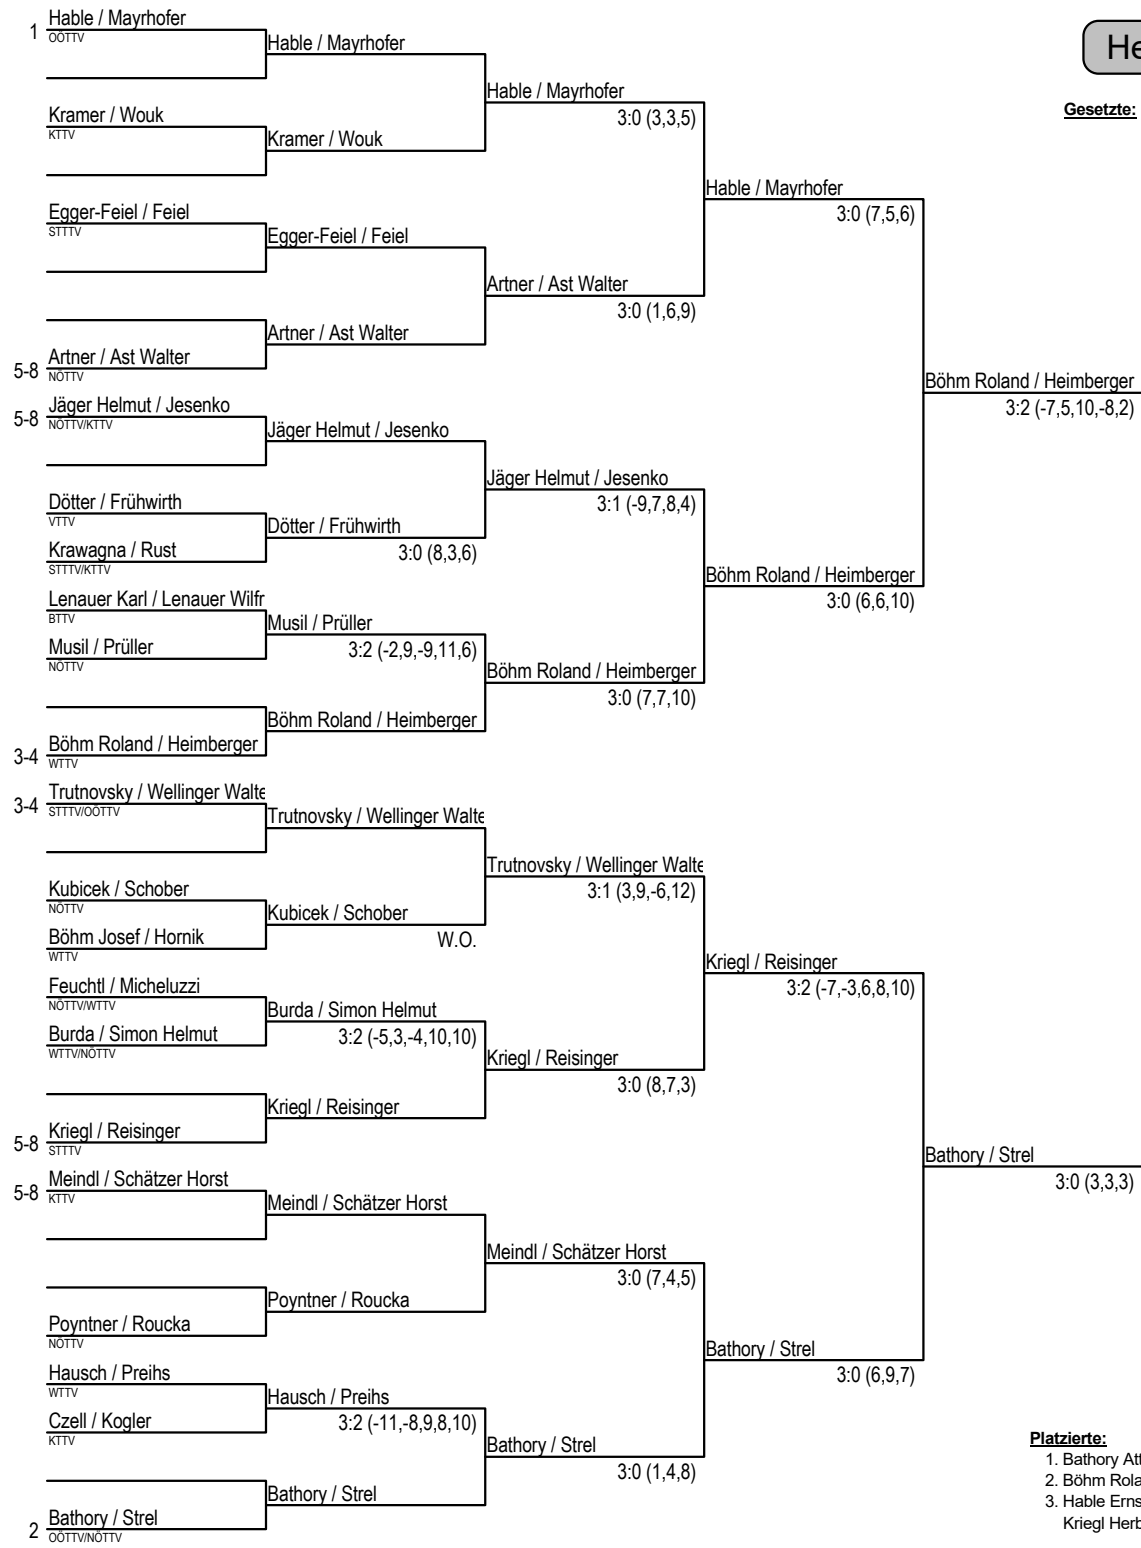 1 Hable / Mayrhofer
OÖTTV
Kramer / Wouk
KTTV
Egger-Feiel / Feiel
STTTV
5-8 Artner / Ast Walter
NÖTTV
5-8 Jäger Helmut / Jesenko
NÖTTV/KTTV
Dötter / Frühwirth
VTTV
Krawagna / Rust
STTTV/KTTV
Lenauer Karl / Lenauer Wilfr
BTTV
Musil / Prüller
NÖTTV
3-4 Böhm Roland / Heimberger
WTTV
3-4 Trutnovsky / Wellinger Walte
STTTV/OÖTTV
Kubicek / Schober
NÖTTV
Böhm Josef / Hornik
WTTV
Feuchtl / Micheluzzi
NÖTTV/WTTV
Burda / Simon Helmut
WTTV/NÖTTV
5-8 Kriegl / Reisinger
STTTV
5-8 Meindl / Schätzer Horst
KTTV
Poyntner / Roucka
NÖTTV
Hausch / Preihs
WTTV
Czell / Kogler
KTTV
2 Bathory / Strel
OÖTTV/NÖTTV
Hable / Mayrhofer
Kramer / Wouk
Egger-Feiel / Feiel
Artner / Ast Walter
Jäger Helmut / Jesenko
Dötter / Frühwirth
3:0 (8,3,6)
Musil / Prüller
3:2 (-2,9,-9,11,6)
Böhm Roland / Heimberger
Trutnovsky / Wellinger Walte
Kubicek / Schober
W.O.
Burda / Simon Helmut
3:2 (-5,3,-4,10,10)
Kriegl / Reisinger
Meindl / Schätzer Horst
Poyntner / Roucka
Hausch / Preihs
3:2 (-11,-8,9,8,10)
Bathory / Strel
Hable / Mayrhofer
3:0 (3,3,5)
Artner / Ast Walter
3:0 (1,6,9)
Jäger Helmut / Jesenko
3:1 (-9,7,8,4)
Böhm Roland / Heimberger
3:0 (7,7,10)
Trutnovsky / Wellinger Walte
3:1 (3,9,-6,12)
Kriegl / Reisinger
3:0 (8,7,3)
Meindl / Schätzer Horst
3:0 (7,4,5)
Bathory / Strel
3:0 (1,4,8)
Hable / Mayrhofer
3:0 (7,5,6)
Böhm Roland / Heimberger
3:0 (6,6,10)
Kriegl / Reisinger
3:2 (-7,-3,6,8,10)
Bathory / Strel
3:0 (6,9,7)
Böhm Roland / Heimberger
3:2 (-7,5,10,-8,2)
Bathory / Strel
3:0 (3,3,3)
He
Gesetzte:
Platzierte:
1. Bathory Att
2. Böhm Rola
3. Hable Erns
Kriegl Herb